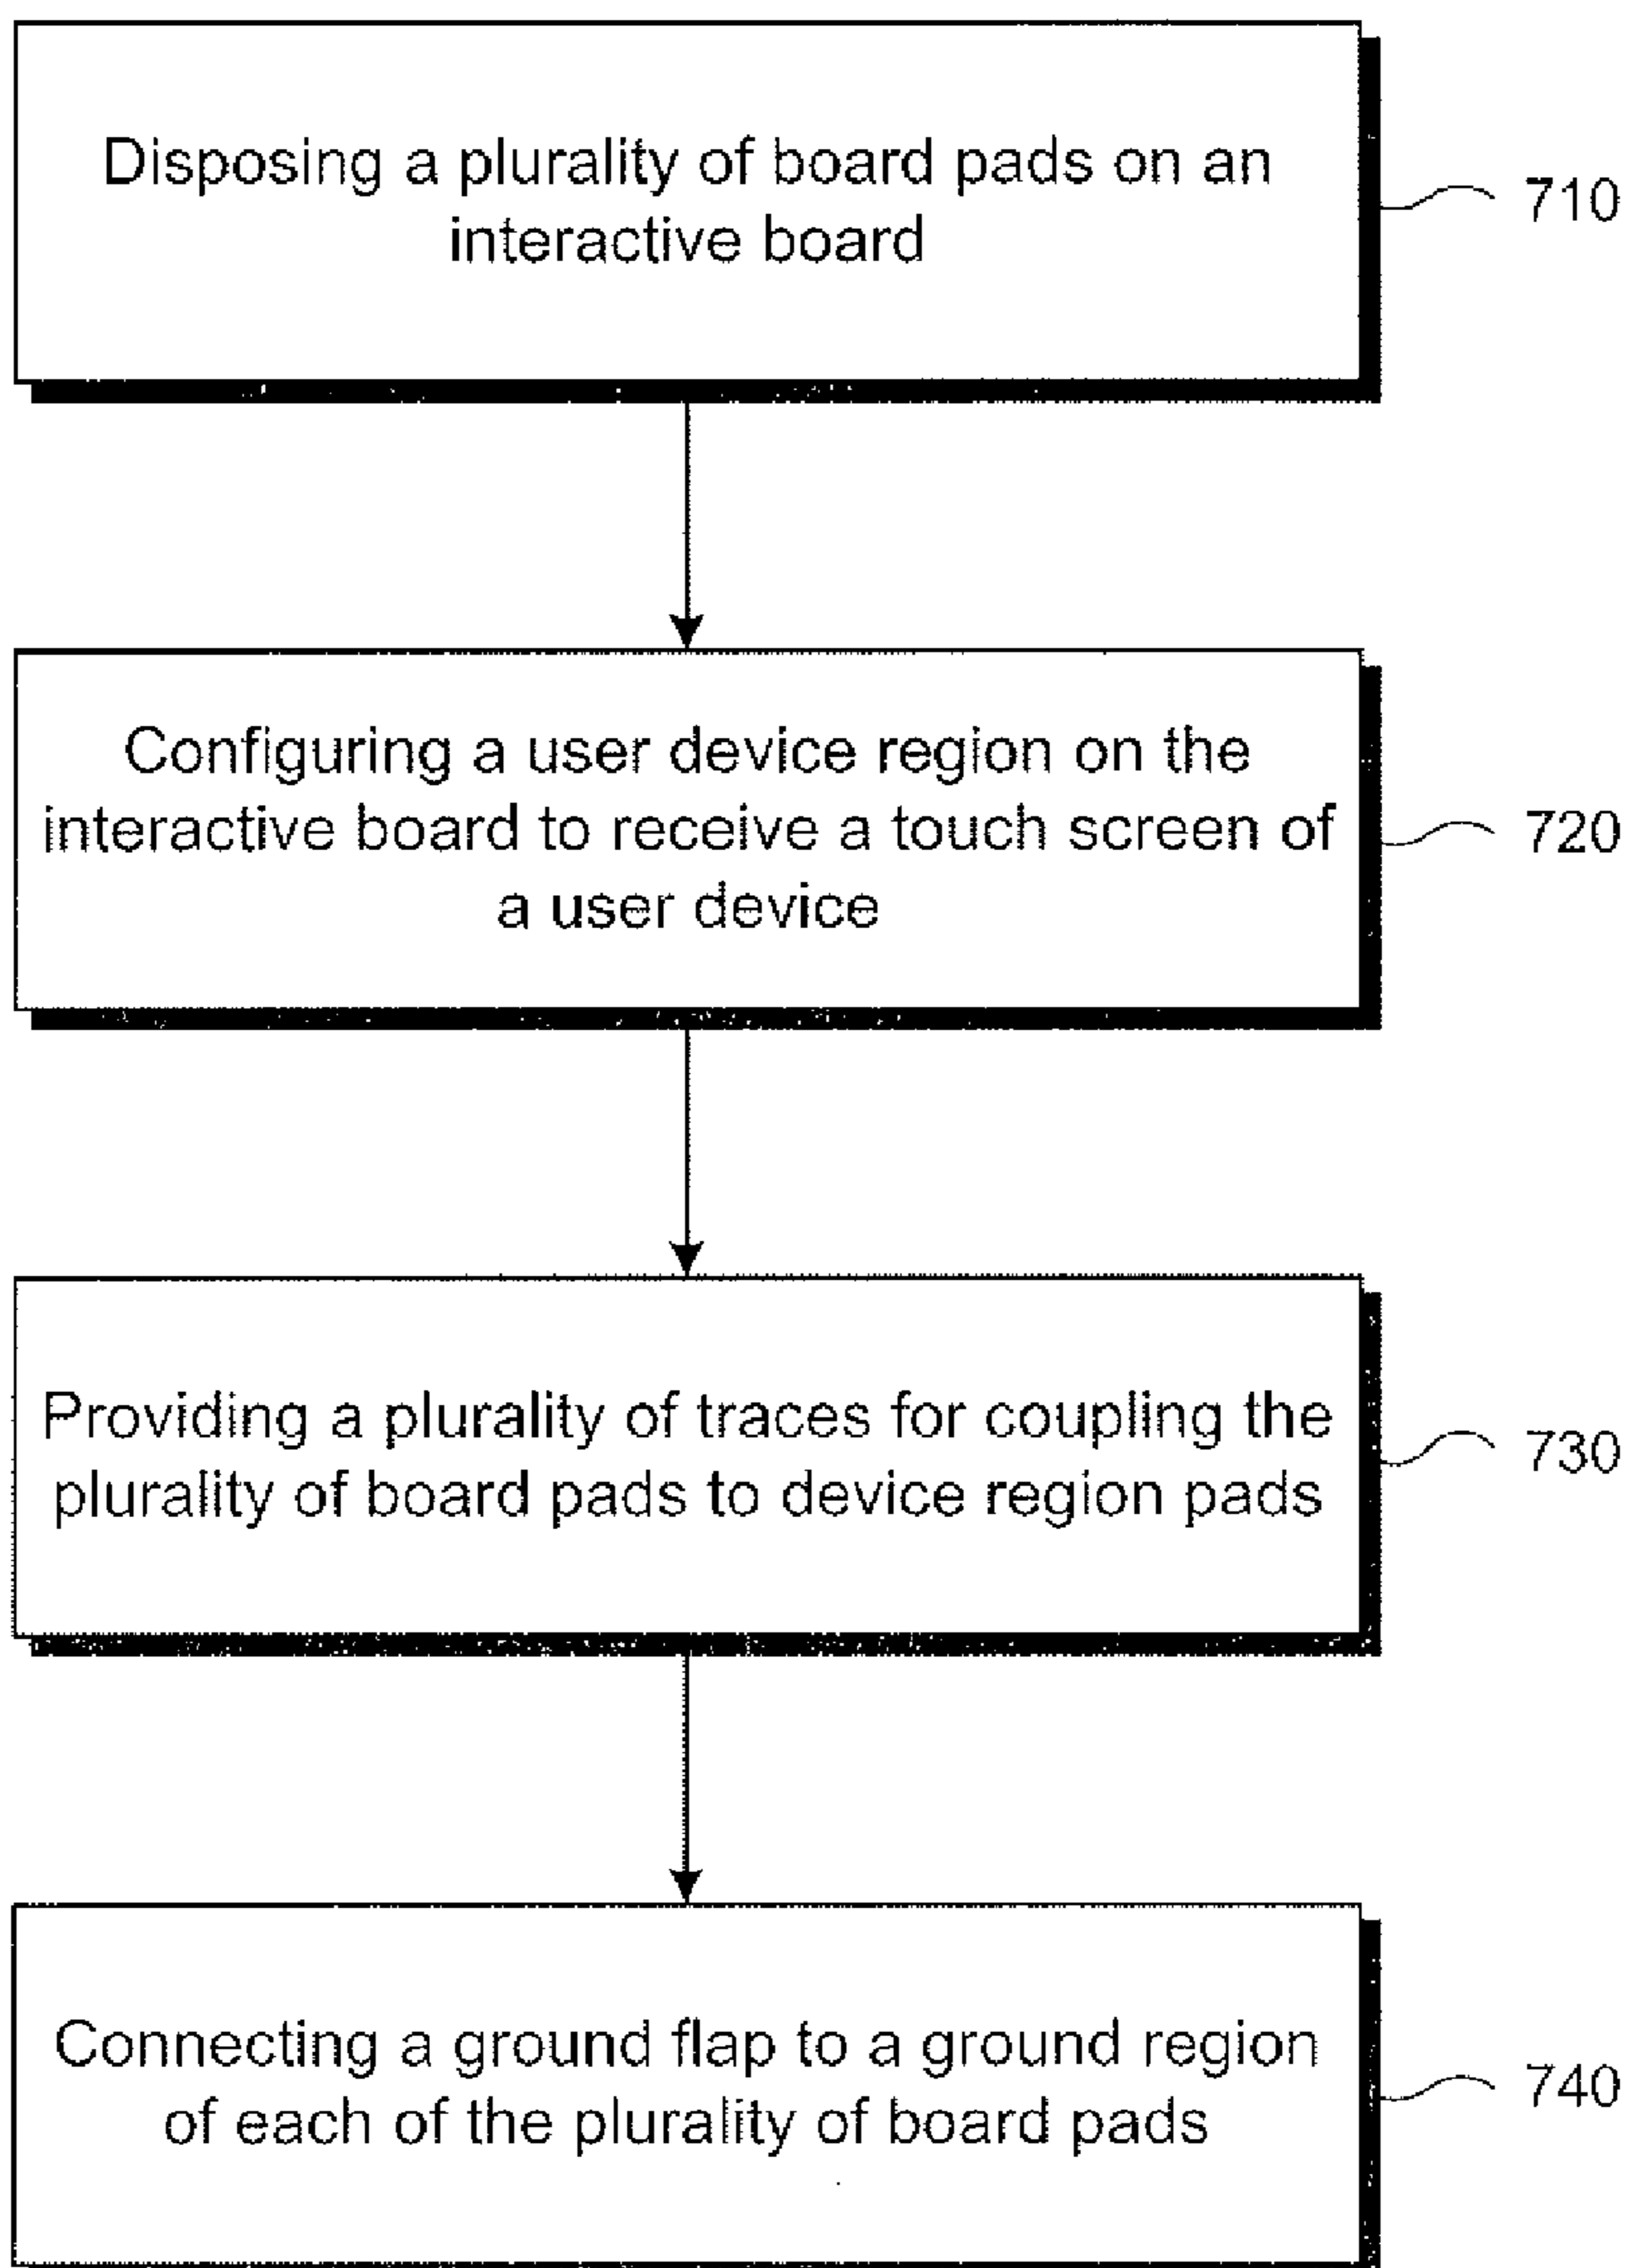 Disposing a plurality of board pads on an
interactive board
710
Configuring a user device region on the
interactive board to receive a touch screen of
a user device
720
Providing a plurality of traces for coupling the
plurality of board pads to device region pads
730
Connecting a ground flap to a ground region
of each of the plurality of board pads
740